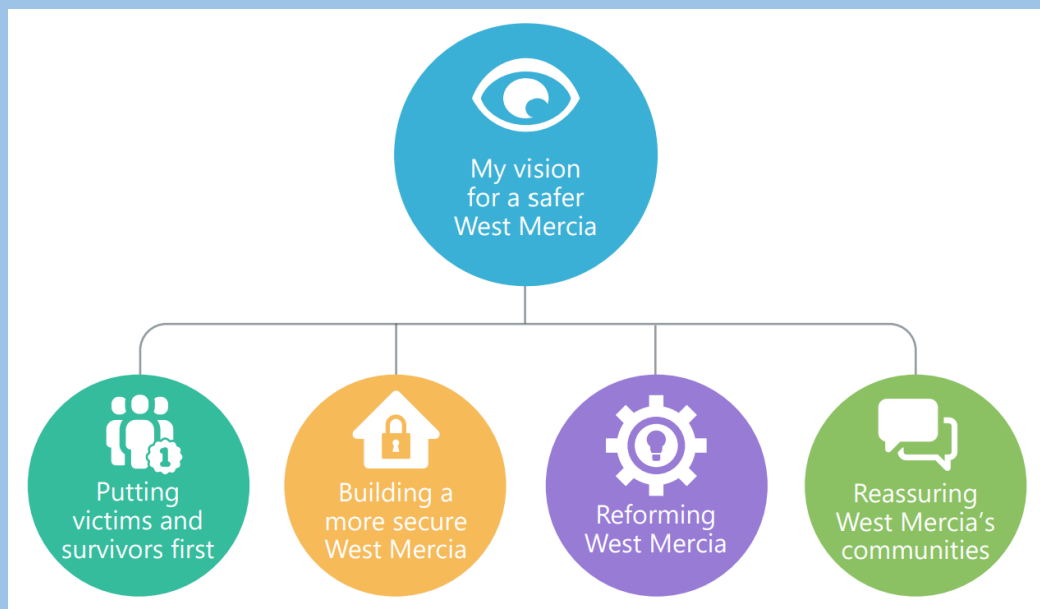 My vision
for a safer
West Mercia
1
Putting
victims and
survivors first
Building a
more secure
West Mercia
Reforming
West Mercia
Reassuring
West Mercia’s
communities